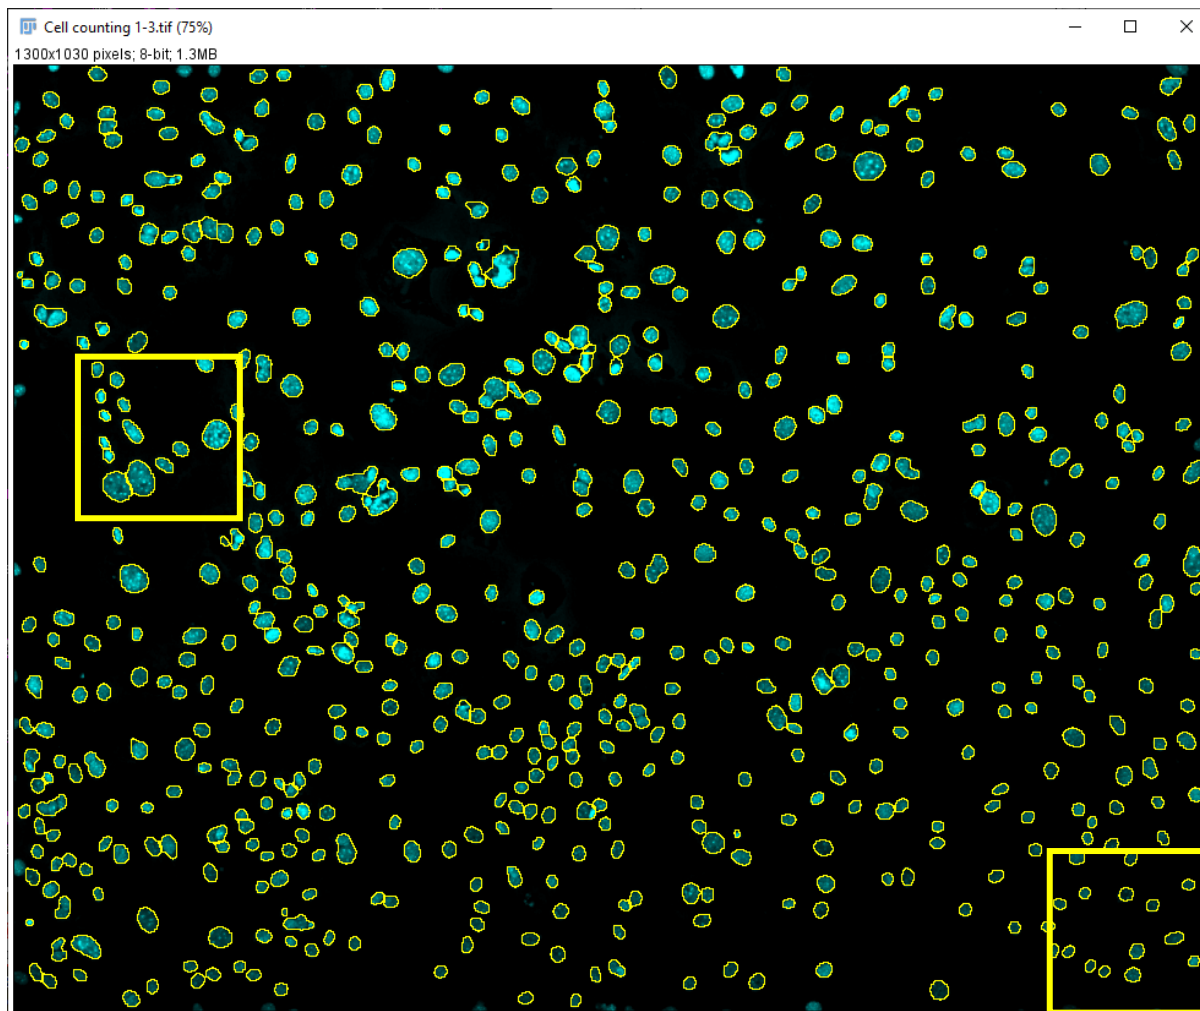 Cell counting 1-3.tif (75%)
1300x1030 pixels; 8-bit; 1.3MB